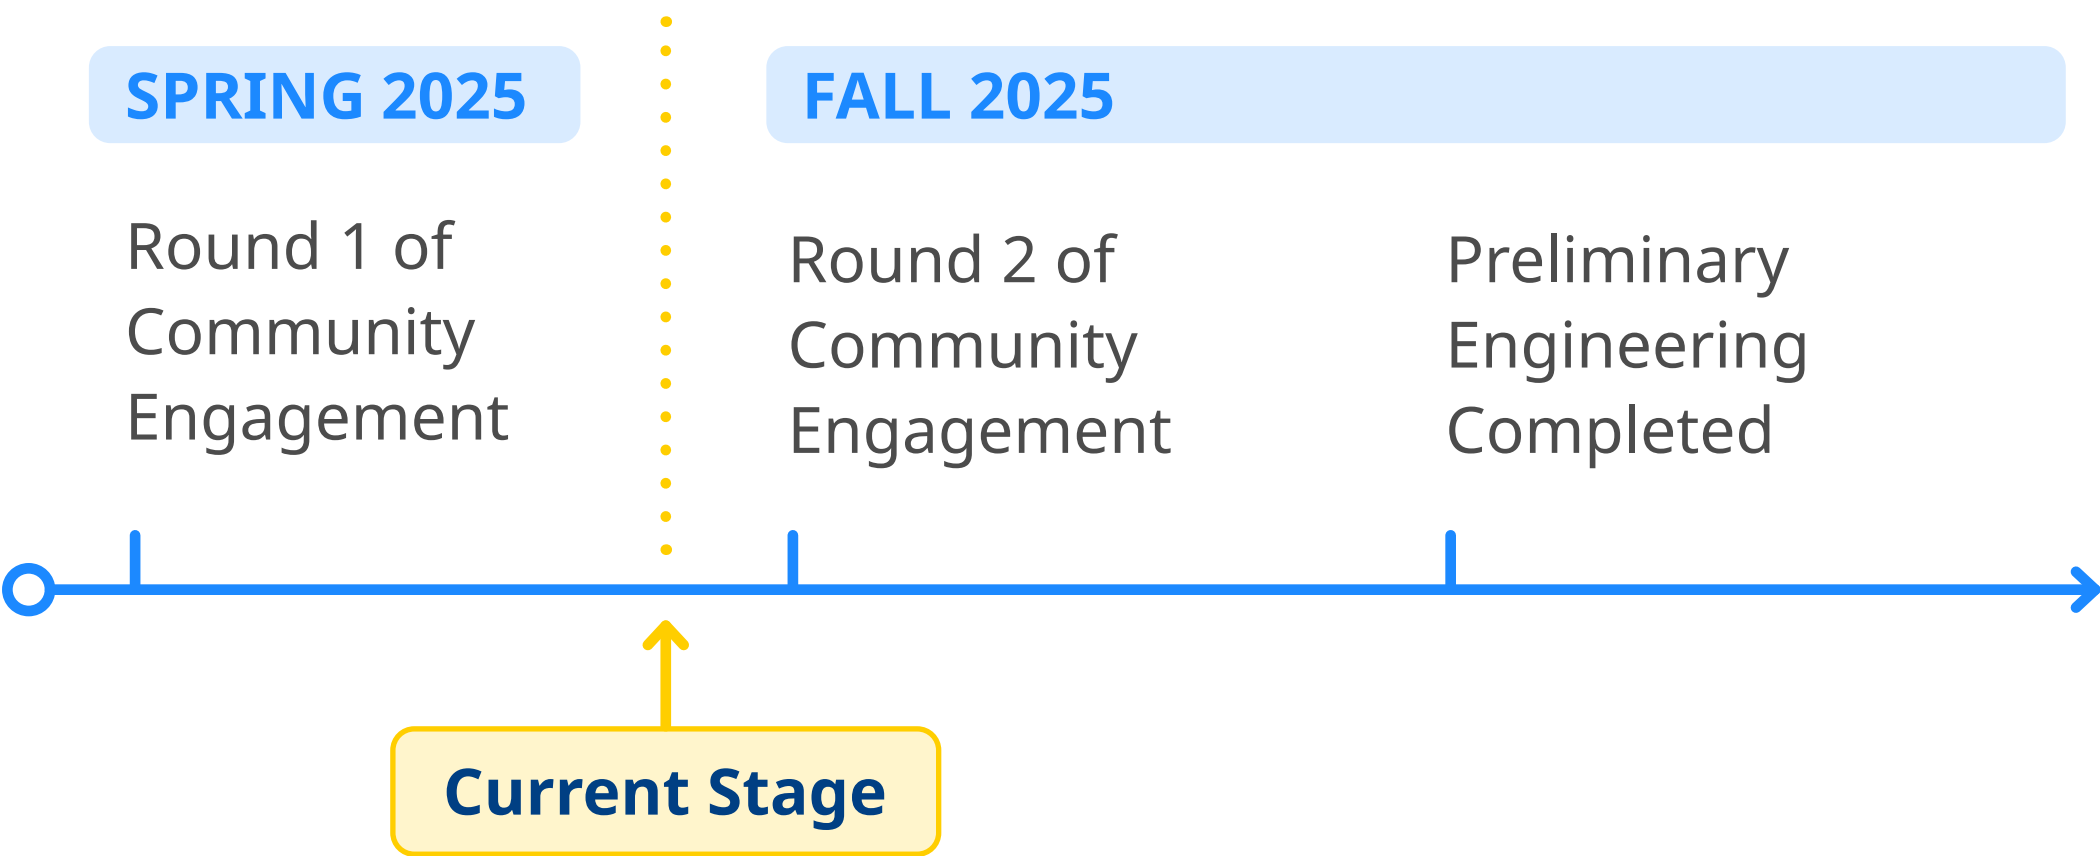 SPRING 2025
Round 1 of
Community
Engagement
FALL 2025
Round 2 of
Community
Engagement
Preliminary
Engineering
Completed
Current Stage